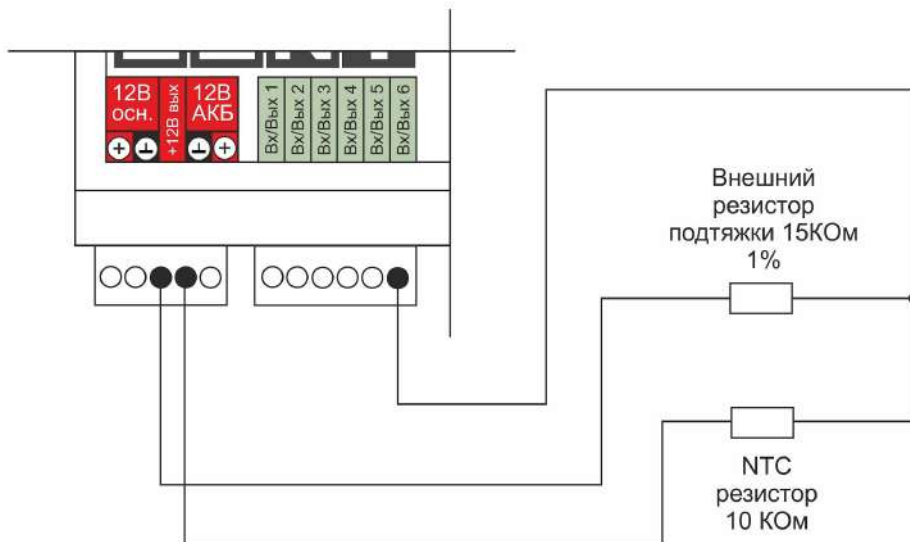 12В
осн.
+12В вых
12В
АКБ
Вх/Вых 1
Вх/Вых 2
Вх/Вых 3
Вх/Вых 4
Вх/Вых 5
Вх/Вых 6
Внешний
резистор
подтяжки 15КОм
1%
NTC
резистор
10 КОм